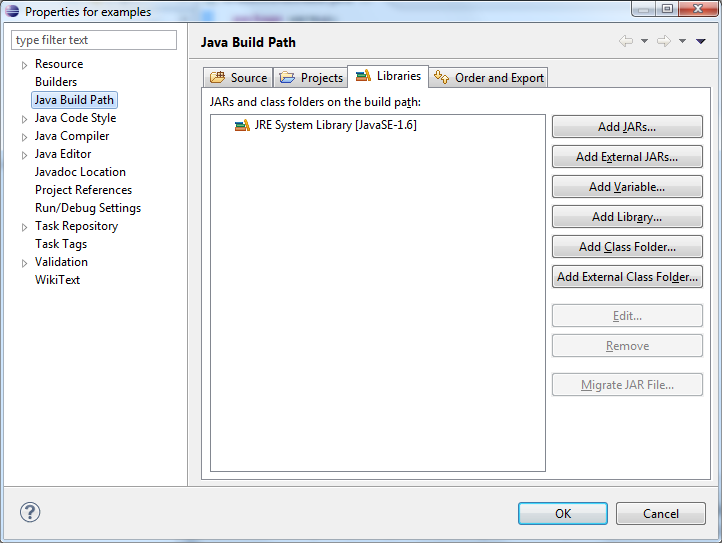 Properties for examples
type filter text
Resource
Builders
Java Build Path
Java Code Style
Java Compiler
Java Editor
Javadoc Location
Project References
Run/Debug Settings
Task Repository
Task Tags
Validation
WikiText
Java Build Path
Source Projects Libraries Order and Export
JARs and class folders on the build path:
JRE System Library [JavaSE-1.6]
Add JARs...
Add External JARs...
Add Variable...
Add Library...
Add Class Folder...
Add External Class Folder...
Edit...
Remove
Migrate JAR File...
OK Cancel